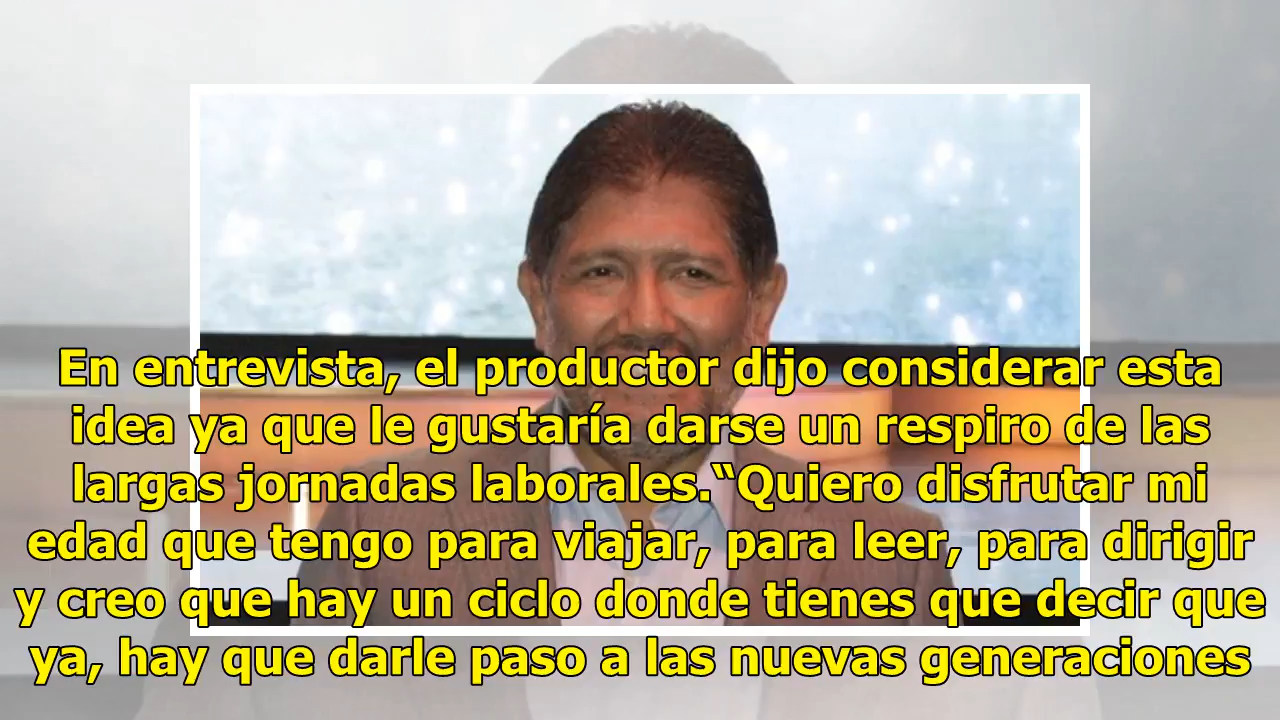 En entrevista, el productor dijo considerar esta
idea ya que le gustaría darse un respiro de las
largas jornadas laborales.“Quiero disfrutar mi
edad que tengo para viajar, para leer, para dirigir
y creo que hay un ciclo donde tienes que decir que
ya, hay que darle paso a las nuevas generaciones